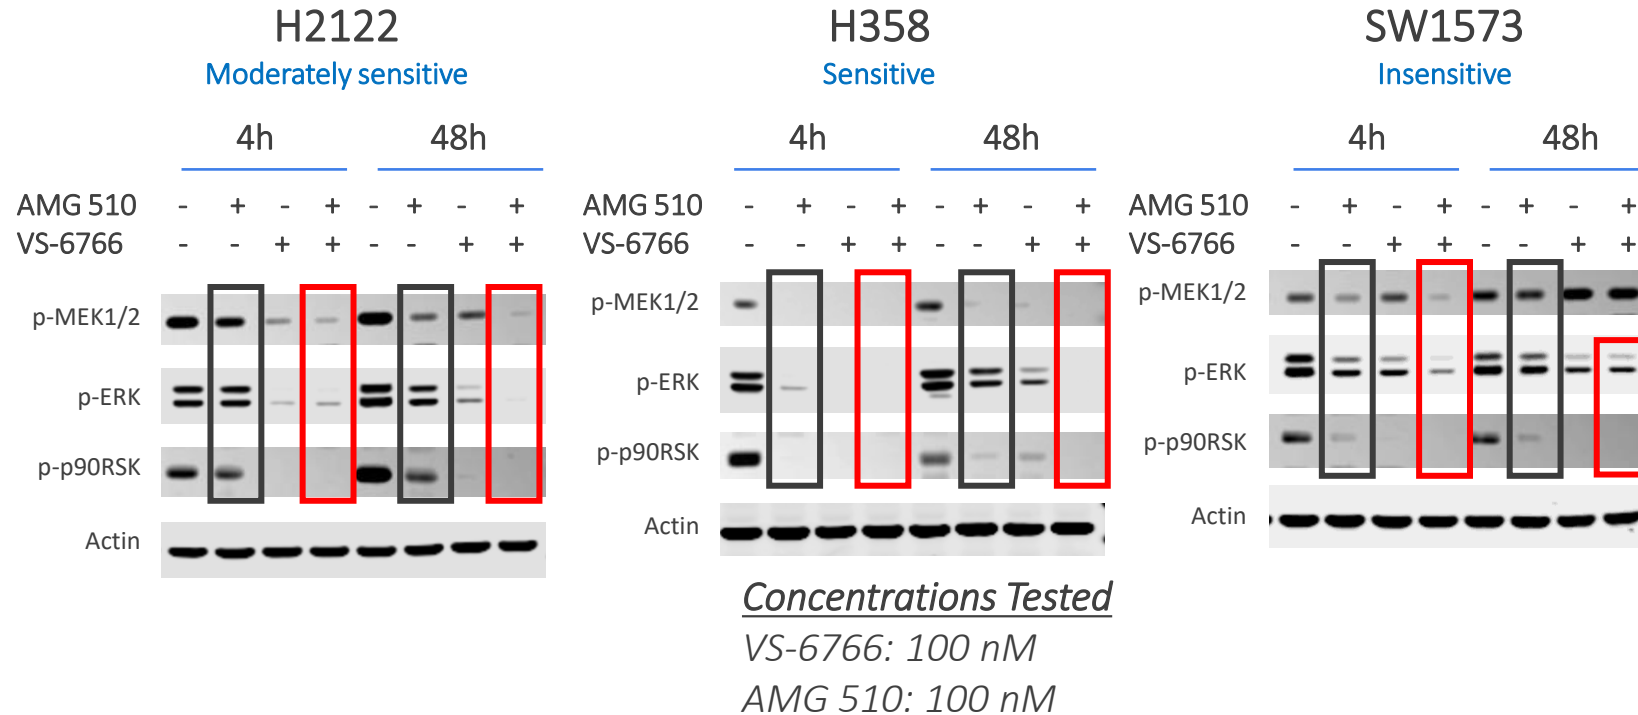 H2122
Moderately sensitive
4h 48h
AMG 510 - + - + - + - +
VS-6766 - - + + - - + +
p-MEK1/2
p-ERK
p-p90RSK
Actin
H358
Sensitive
4h 48h
AMG 510 - + - + - + - +
VS-6766 - - + + - - + +
p-MEK1/2
p-ERK
p-p90RSK
Actin
Concentrations Tested
VS-6766: 100 nM
AMG 510: 100 nM
SW1573
Insensitive
4h 48h
AMG 510 - + - + - + - +
VS-6766 - - + + - - + +
p-MEK1/2
p-ERK
p-p90RSK
Actin